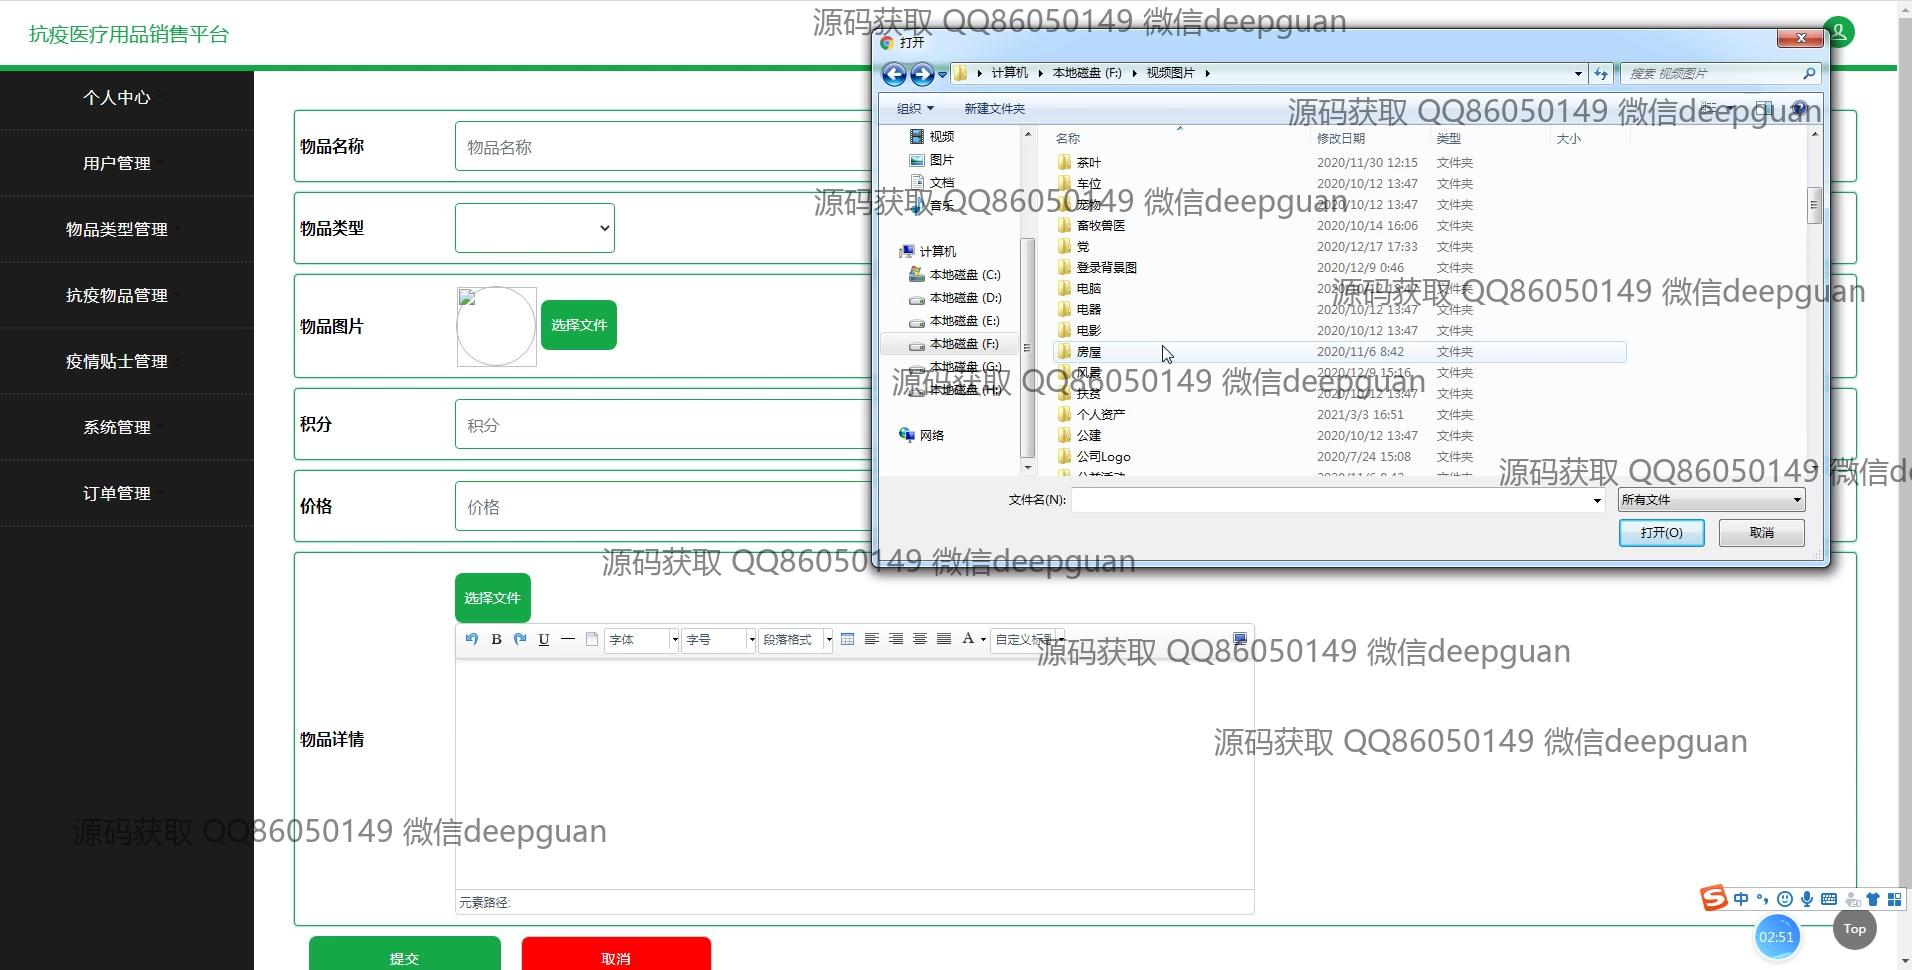 抗疫医疗用品销售平台
源码获取 QQ86050149 微信deepguan
打开
计算机 本地磁盘 (F:) 视频图片
搜索 视频图片
组织 新建文件夹
源码获取 QQ86050149 微信deepguan
个人中心
用户管理
物品类型管理
抗疫物品管理
疫情贴士管理
系统管理
订单管理
视频
图片
文档
音乐
计算机
本地磁盘 (C:)
本地磁盘 (D:)
本地磁盘 (E:)
本地磁盘 (F:)
本地磁盘 (G:)
本地磁盘 (H:)
网络
名称 修改日期 类型 大小
茶叶 2020/11/30 12:15 文件夹
车位 2020/10/12 13:47 文件夹
源码获取 QQ86050149 微信deepguan
宠物 2020/10/12 13:47 文件夹
畜牧兽医 2020/10/14 16:06 文件夹
党 2020/12/17 17:33 文件夹
登录背景图 2020/12/9 0:46 文件夹
电脑 2020/10/12 13:47 文件夹
源码获取 QQ86050149 微信deepguan
电器 2020/10/12 13:47 文件夹
电影 2020/10/12 13:47 文件夹
房屋 2020/11/6 8:42 文件夹
风景 2020/12/9 15:16 文件夹
源码获取 QQ86050149 微信deepguan
扶贫 2020/10/12 13:47 文件夹
个人资产 2021/3/3 16:51 文件夹
公建 2020/10/12 13:47 文件夹
公司Logo 2020/7/24 15:08 文件夹
公益活动 2020/11/6 8:42 文件夹
源码获取 QQ86050149 微信de
文件名(N): 所有文件
打开(O) 取消
物品名称 物品名称
物品类型
物品图片 选择文件
积分 积分
价格 价格
源码获取 QQ86050149 微信deepguan
选择文件
B U 字体 字号 段落格式 A 自定义标题
源码获取 QQ86050149 微信deepguan
物品详情
源码获取 QQ86050149 微信deepguan
源码获取 QQ86050149 微信deepguan
元素路径:
中
02:51
Top
提交 取消